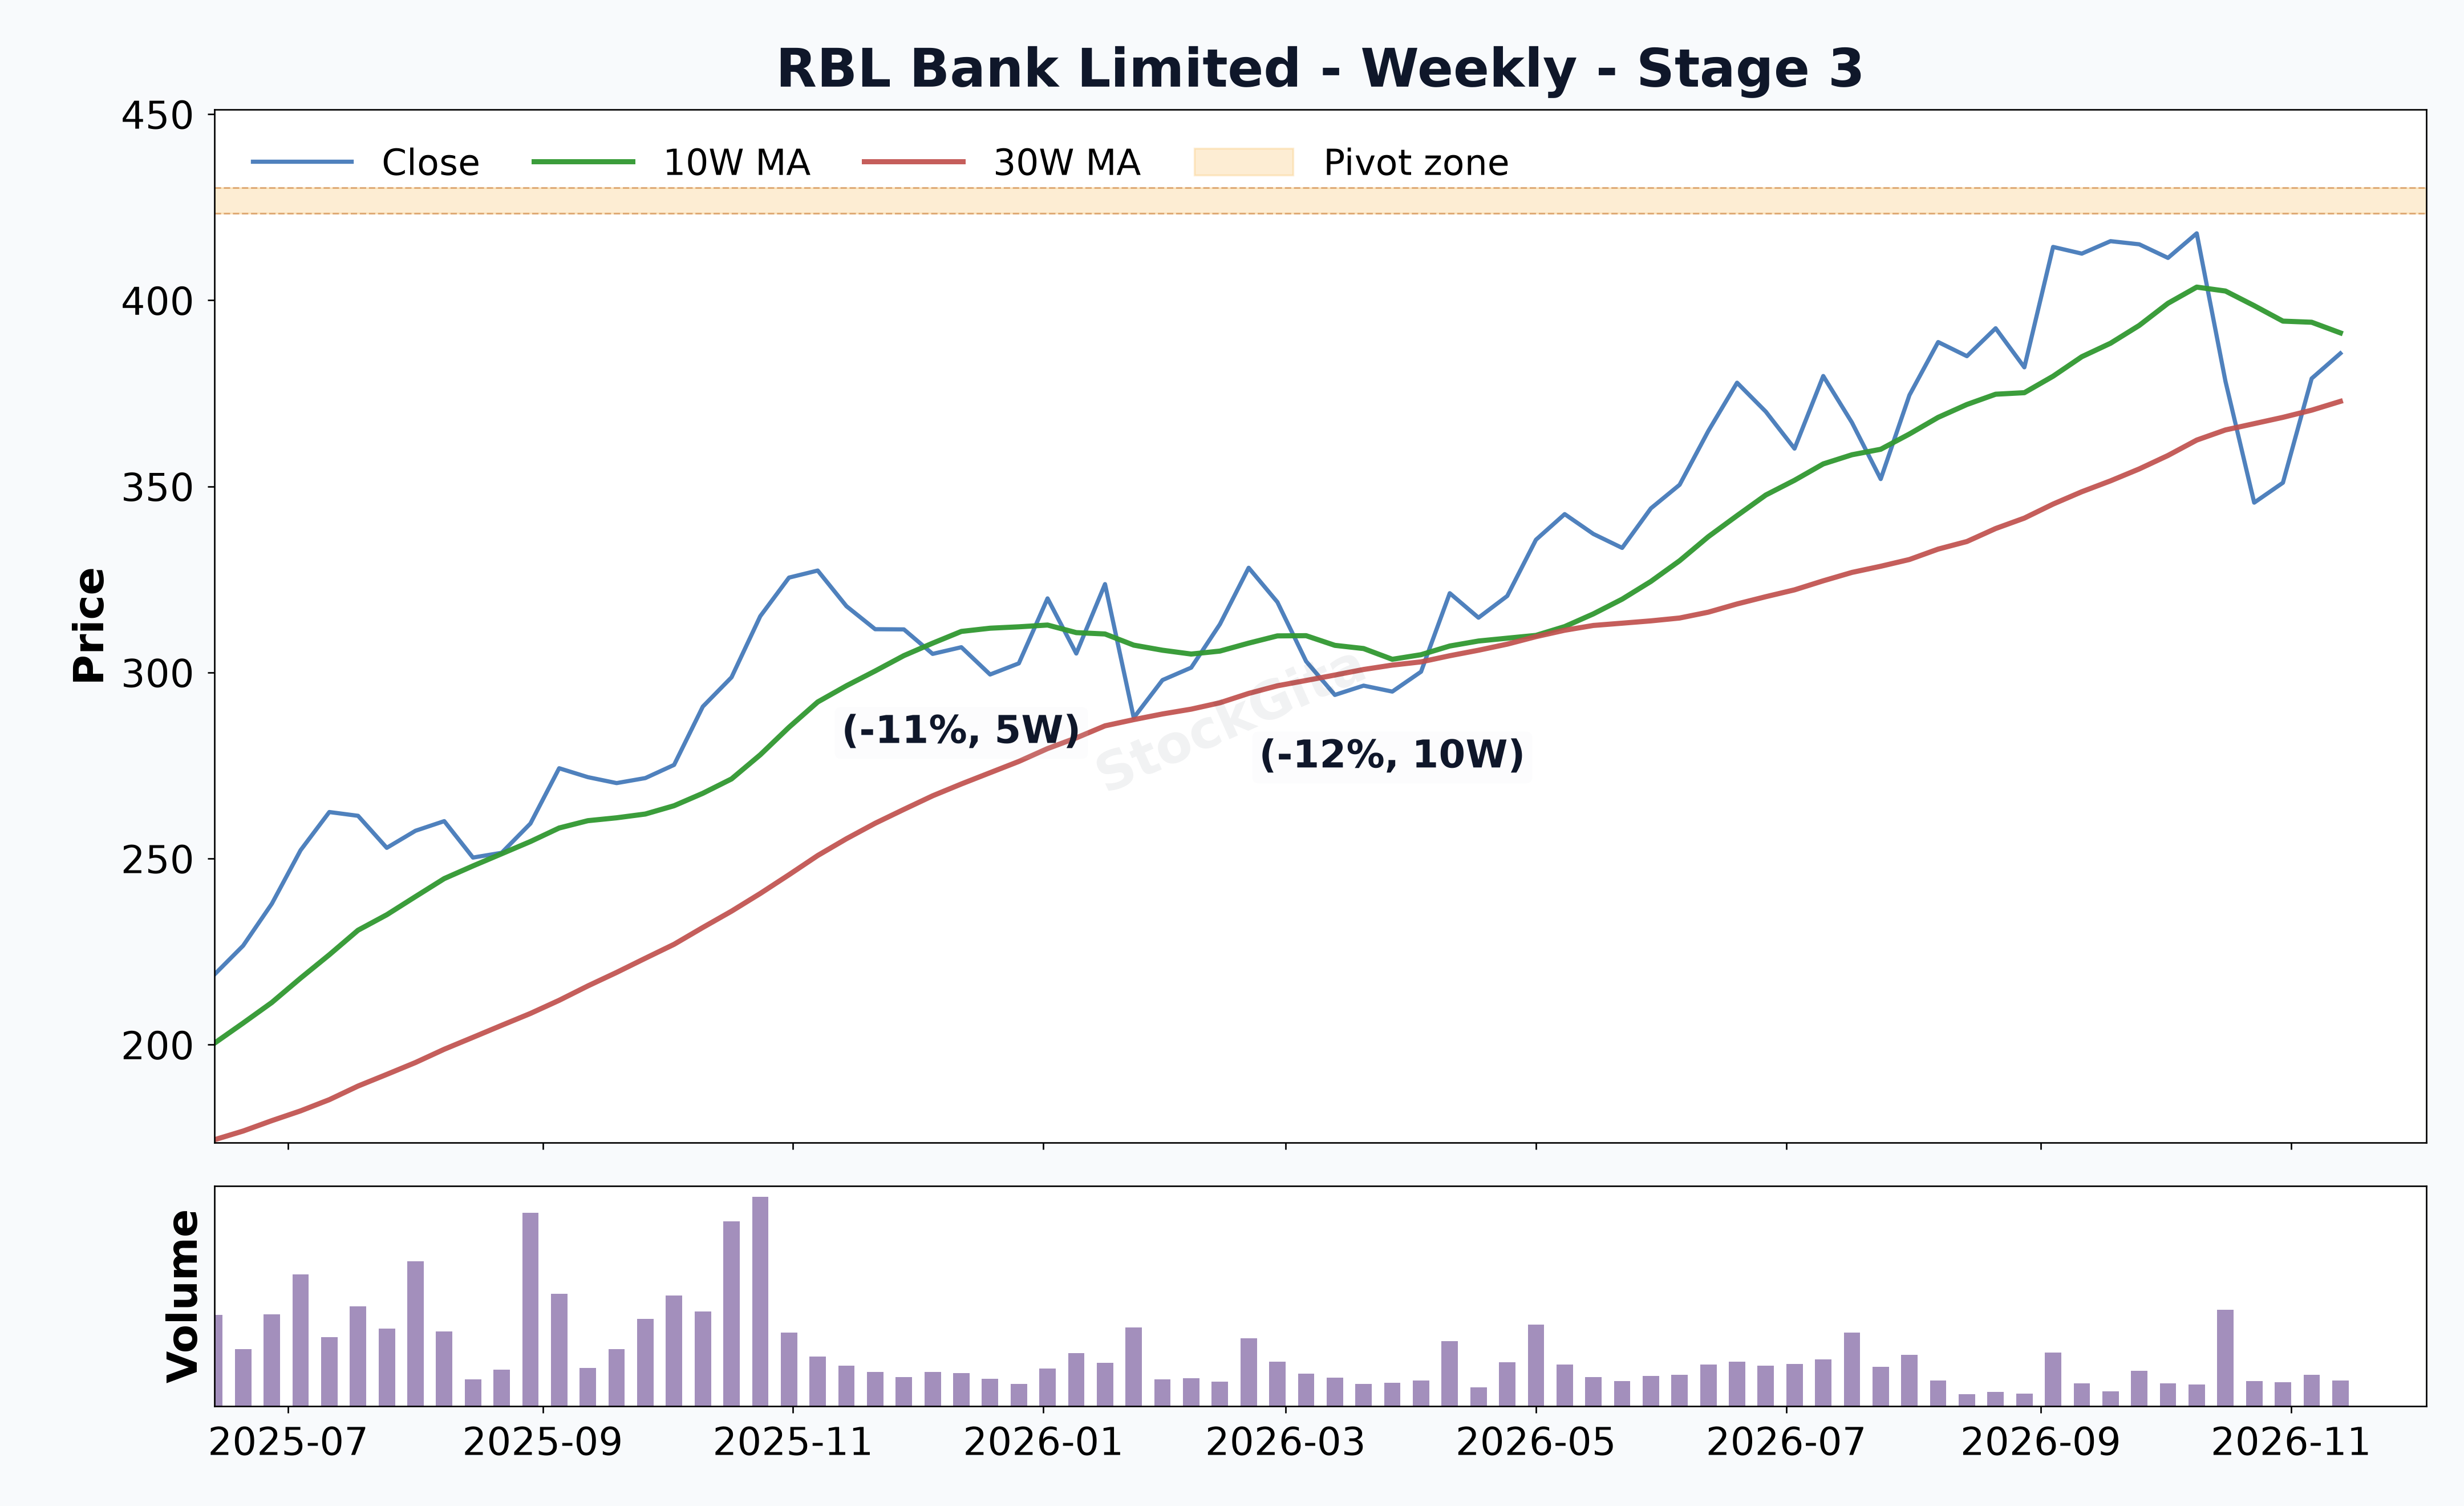 RBL Bank Limited - Weekly - Stage 3
Close 10W MA 30W MA Pivot zone
450
400
350
300
250
200
Price
(-11%, 5W)
(-12%, 10W)
StockGita
Volume
2025-07 2025-09 2025-11 2026-01 2026-03 2026-05 2026-07 2026-09 2026-11